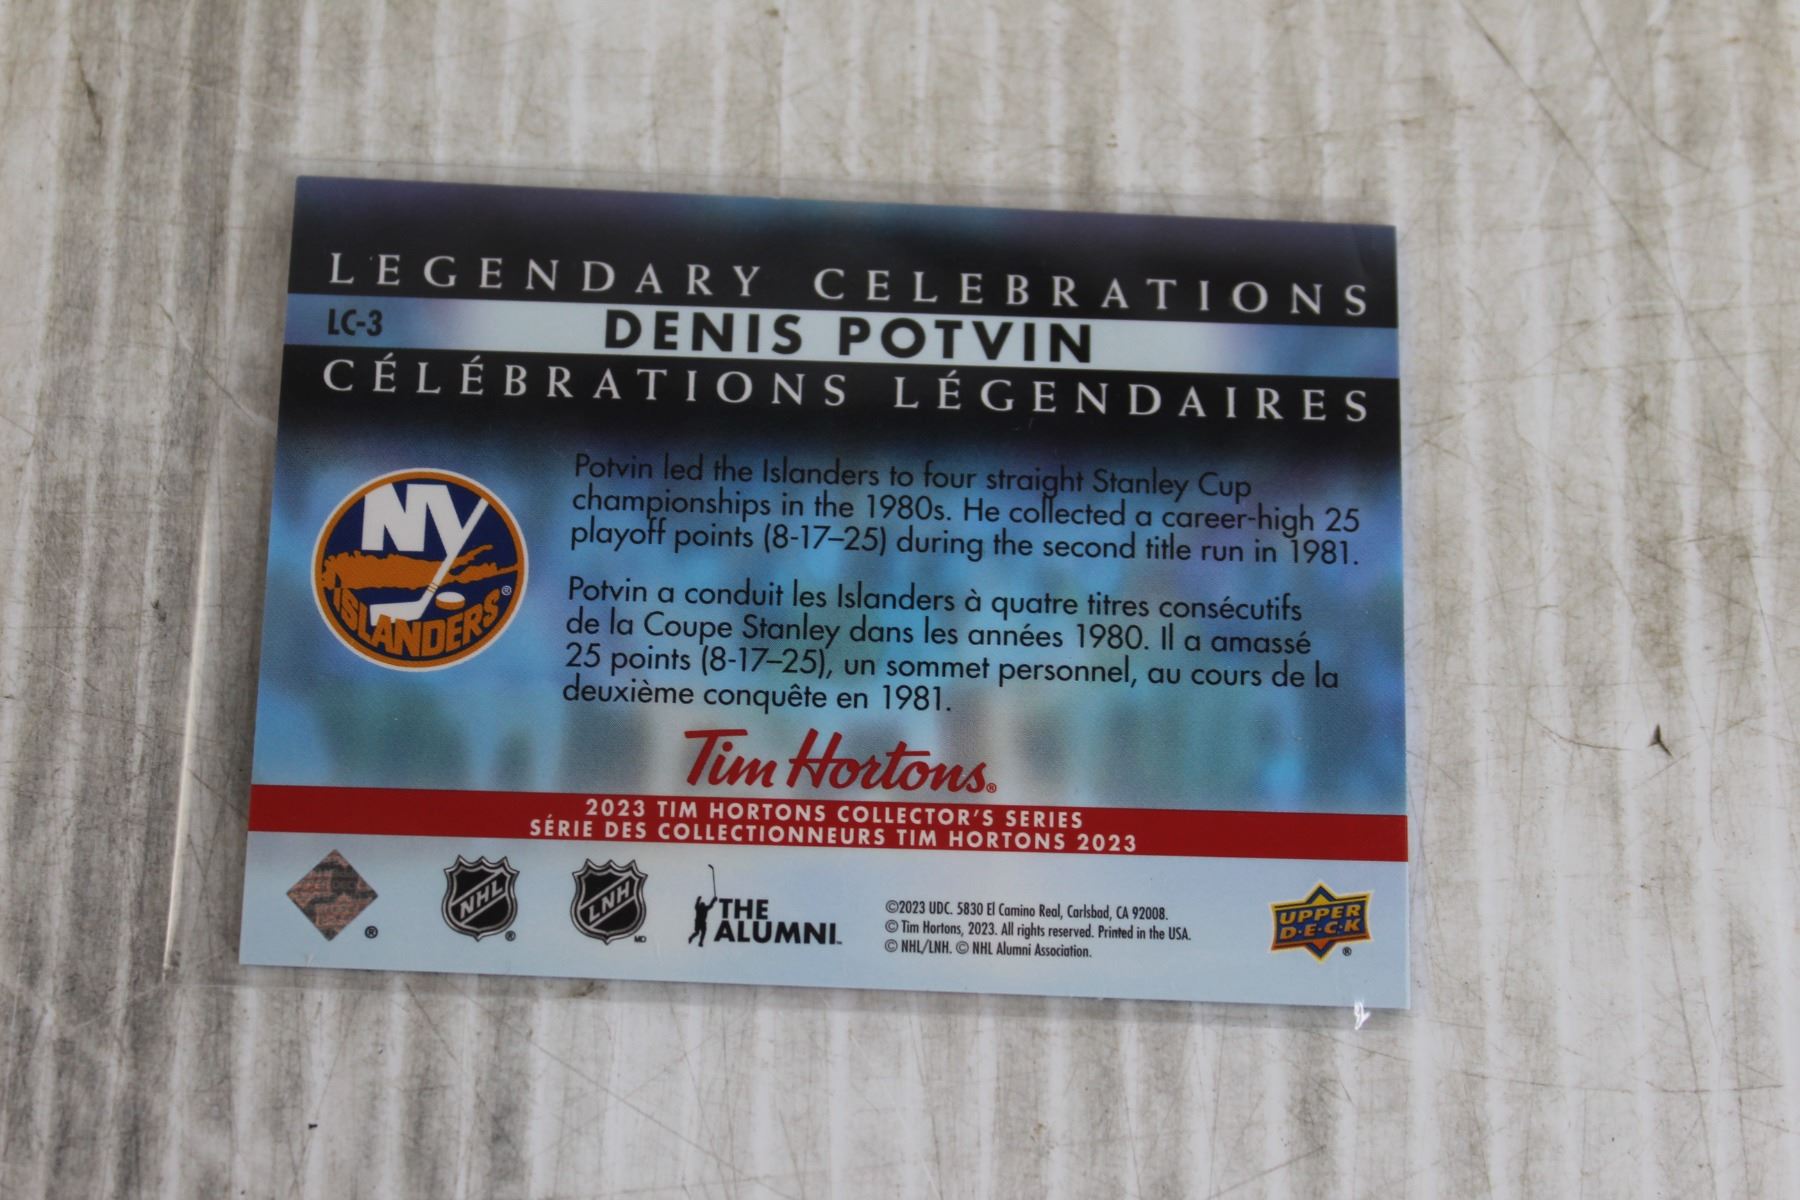 LEGENDARY CELEBRATIONS
LC-3
DENIS POTVIN
CÉLÉBRATIONS LÉGENDAIRES
NY
ISLANDERS®
Potvin led the Islanders to four straight Stanley Cup
championships in the 1980s. He collected a career-high 25
playoff points (8-17–25) during the second title run in 1981.
Potvin a conduit les Islanders à quatre titres consécutifs
de la Coupe Stanley dans les années 1980. Il a amassé
25 points (8-17–25), un sommet personnel, au cours de la
deuxième conquête en 1981.
Tim Hortons®
2023 TIM HORTONS COLLECTOR'S SERIES
SÉRIE DES COLLECTIONNEURS TIM HORTONS 2023
®
NHL®
LNH MD
THE
ALUMNI™
©2023 UDC. 5830 El Camino Real, Carlsbad, CA 92008.
© Tim Hortons, 2023. All rights reserved. Printed in the USA.
© NHL/LNH. © NHL Alumni Association.
UPPER
D·E·C·K®